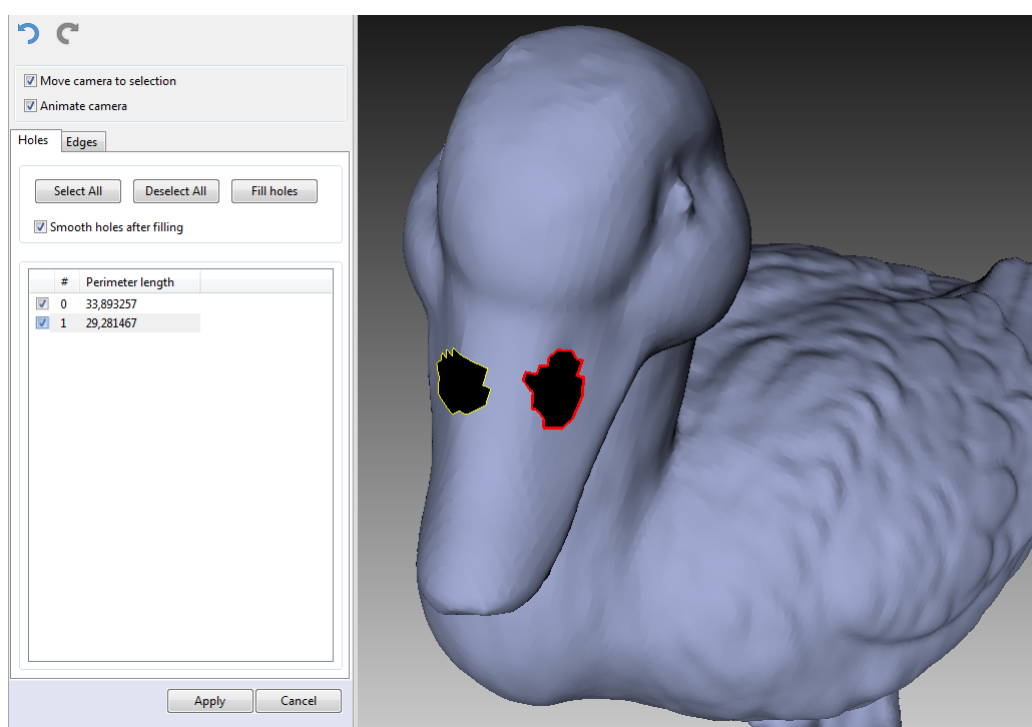 Move camera to selection
Animate camera
Holes Edges
Select All Deselect All Fill holes
Smooth holes after filling
# Perimeter length
0 33,893257
1 29,281467
Apply Cancel